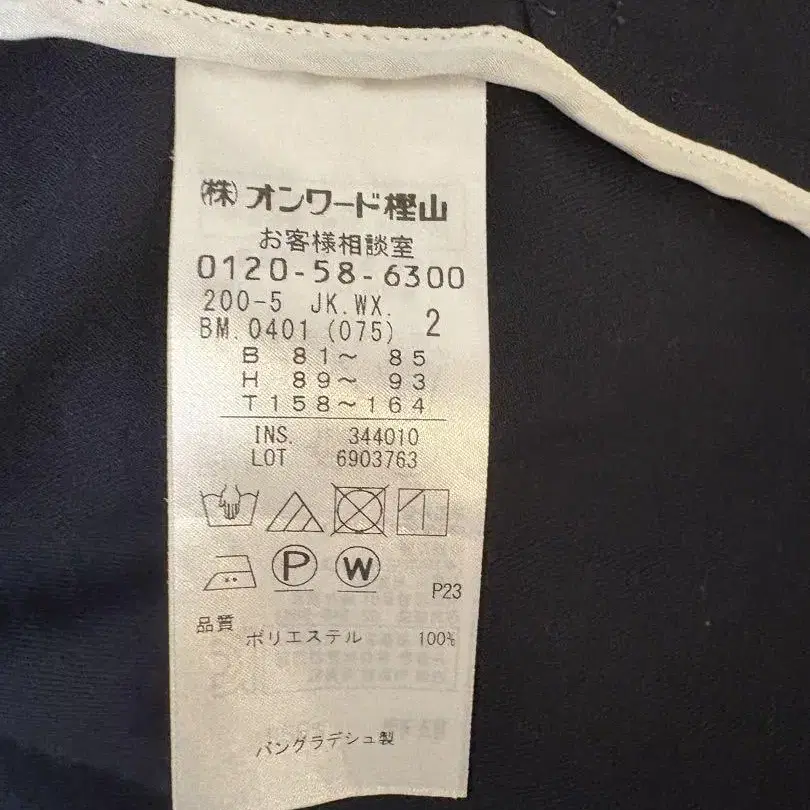 (株)オンワード樫山
お客様相談室
0120-58-6300
200-5 JK.WX.
BM.0401 (075) 2
B 81～ 85
H 89～ 93
T158～164
INS. 344010
LOT 6903763
P W
P23
品質
ポリエステル 100%
バングラデシュ製